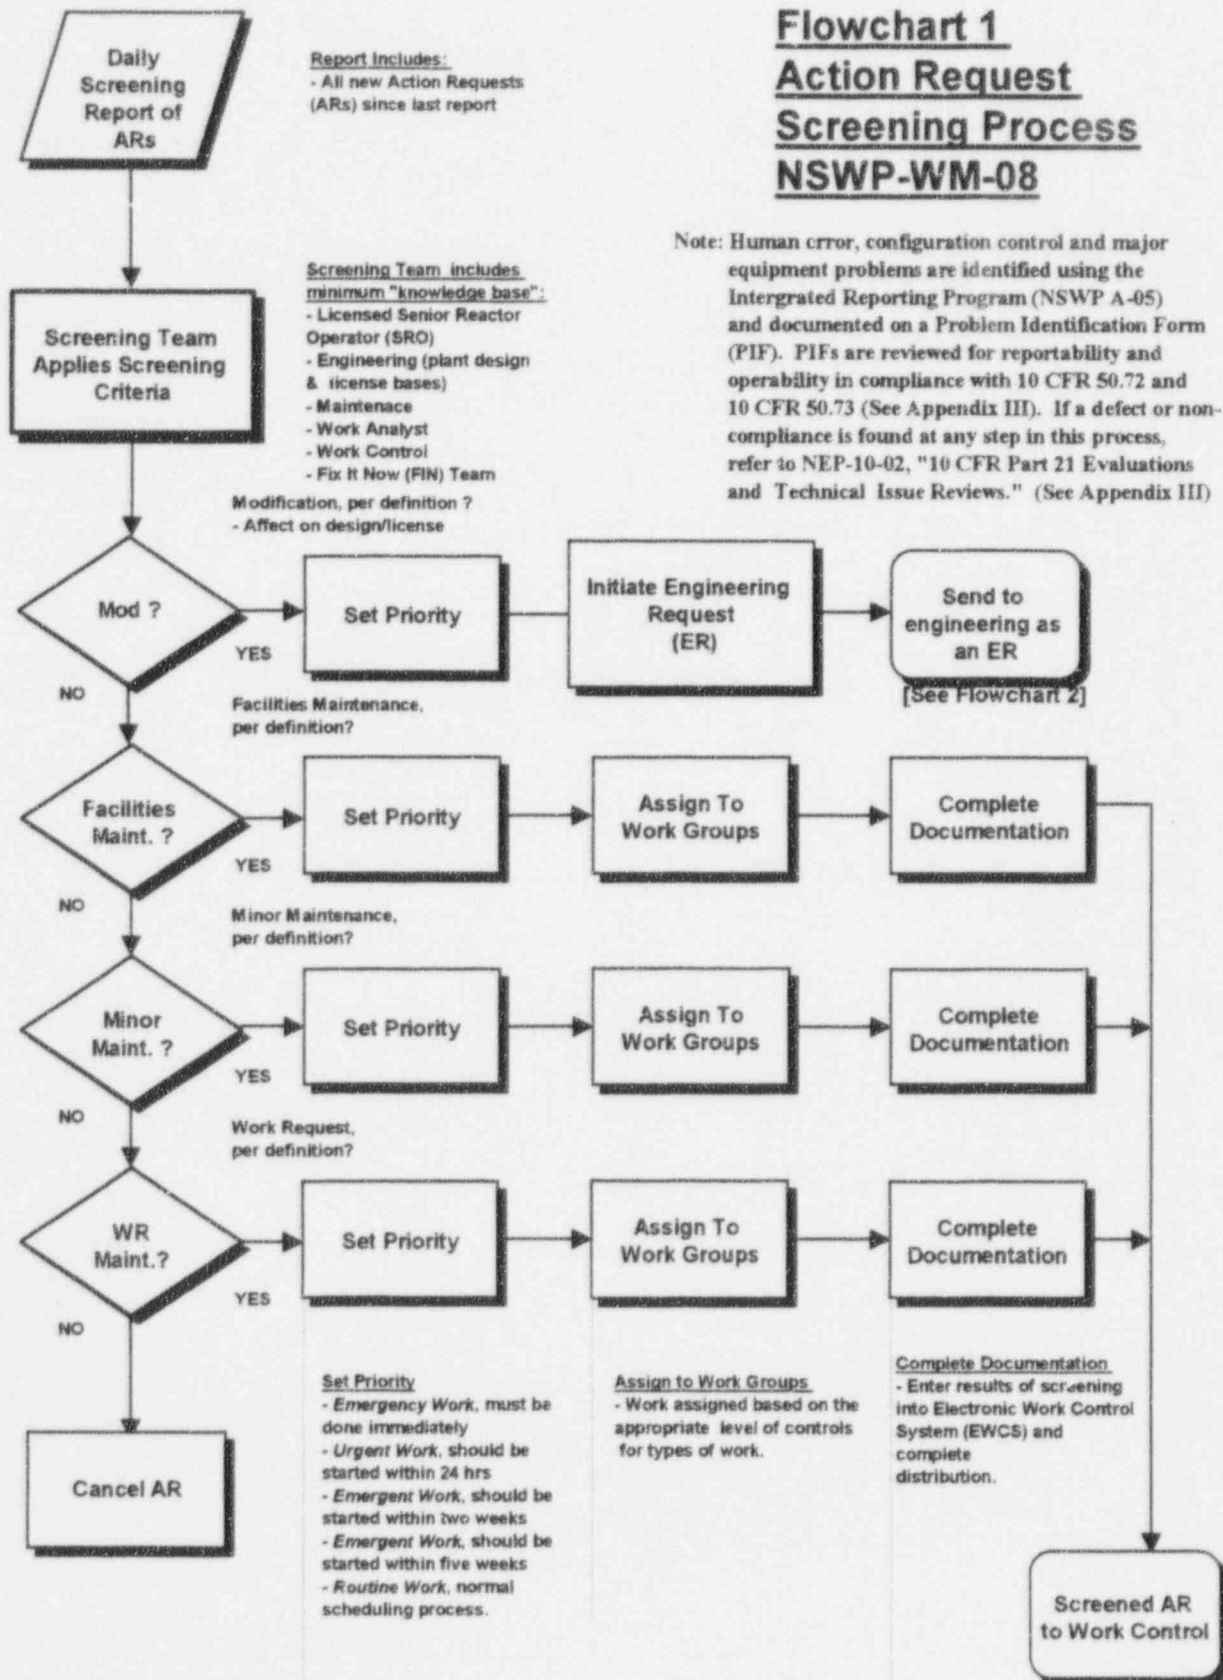 Flowchart 1
Action Request
Screening Process
NSWP-WM-08
Daily
Screening
Report of
ARs
Report Includes:
- All new Action Requests
(ARs) since last report
Note: Human error, configuration control and major
equipment problems are identified using the
Intergrated Reporting Program (NSWP A-05)
and documented on a Problem Identification Form
(PIF). PIFs are reviewed for reportability and
operability in compliance with 10 CFR 50.72 and
10 CFR 50.73 (See Appendix III). If a defect or non-
compliance is found at any step in this process,
refer to NEP-10-02, "10 CFR Part 21 Evaluations
and Technical Issue Reviews." (See Appendix III)
Screening Team
Applies Screening
Criteria
Screening Team includes
minimum "knowledge base":
- Licensed Senior Reactor
Operator (SRO)
- Engineering (plant design
& license bases)
- Maintenace
- Work Analyst
- Work Control
- Fix It Now (FIN) Team
Modification, per definition ?
- Affect on design/license
Mod ?
YES
NO
Set Priority
Initiate Engineering
Request
(ER)
Send to
engineering as
an ER
[See Flowchart 2]
Facilities Maintenance,
per definition?
Facilities
Maint. ?
YES
NO
Set Priority
Assign To
Work Groups
Complete
Documentation
Minor Maintenance,
per definition?
Minor
Maint. ?
YES
NO
Set Priority
Assign To
Work Groups
Complete
Documentation
Work Request,
per definition?
WR
Maint.?
YES
NO
Set Priority
Assign To
Work Groups
Complete
Documentation
Cancel AR
Set Priority
- Emergency Work, must be
done immediately
- Urgent Work, should be
started within 24 hrs
- Emergent Work, should be
started within two weeks
- Emergent Work, should be
started within five weeks
- Routine Work, normal
scheduling process.
Assign to Work Groups
- Work assigned based on the
appropriate level of controls
for types of work.
Complete Documentation
- Enter results of screening
into Electronic Work Control
System (EWCS) and
complete
distribution.
Screened AR
to Work Control